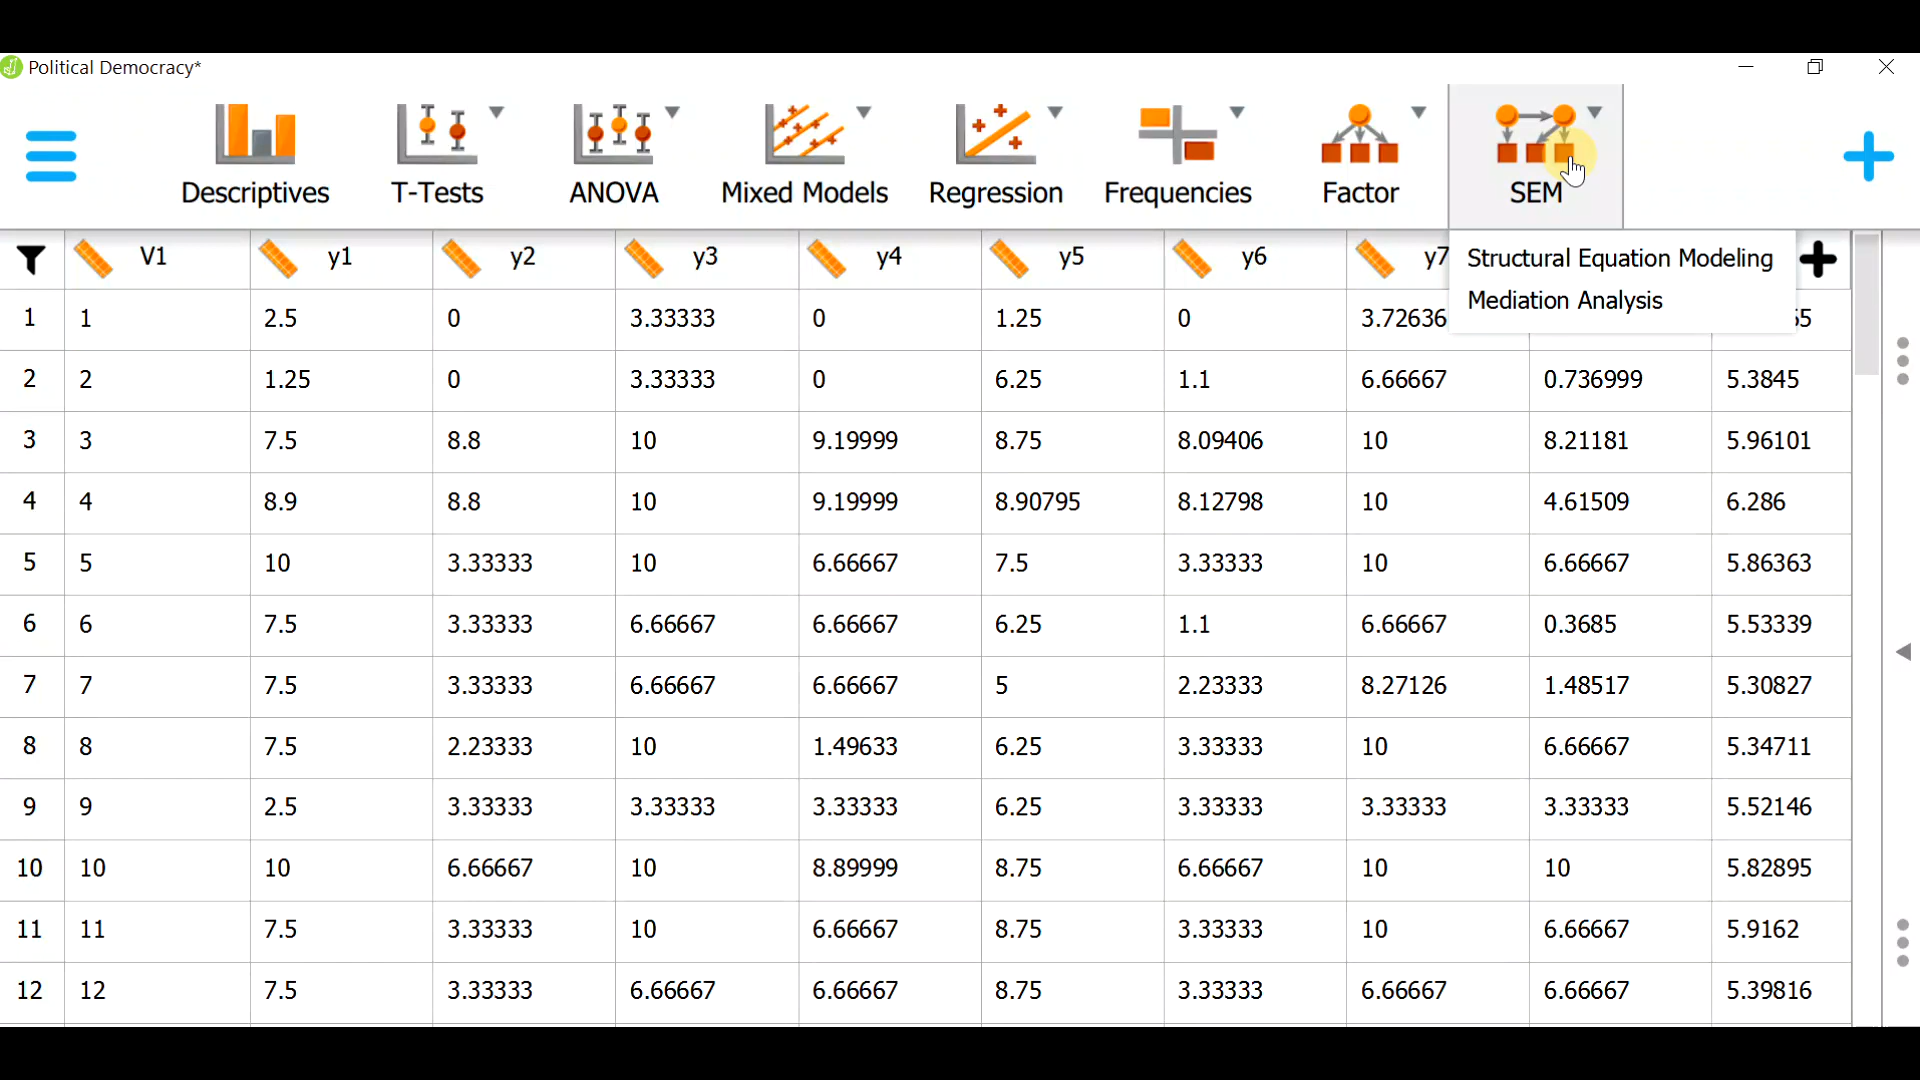 Political Democracy*
Descriptives T-Tests ANOVA Mixed Models Regression Frequencies Factor SEM
V1 y1 y2 y3 y4 y5 y6 y7
Structural Equation Modeling
Mediation Analysis
1 1 2.5 0 3.33333 0 1.25 0 3.72636
2 2 1.25 0 3.33333 0 6.25 1.1 6.66667 0.736999 5.3845
3 3 7.5 8.8 10 9.19999 8.75 8.09406 10 8.21181 5.96101
4 4 8.9 8.8 10 9.19999 8.90795 8.12798 10 4.61509 6.286
5 5 10 3.33333 10 6.66667 7.5 3.33333 10 6.66667 5.86363
6 6 7.5 3.33333 6.66667 6.66667 6.25 1.1 6.66667 0.3685 5.53339
7 7 7.5 3.33333 6.66667 6.66667 5 2.23333 8.27126 1.48517 5.30827
8 8 7.5 2.23333 10 1.49633 6.25 3.33333 10 6.66667 5.34711
9 9 2.5 3.33333 3.33333 3.33333 6.25 3.33333 3.33333 3.33333 5.52146
10 10 10 6.66667 10 8.89999 8.75 6.66667 10 10 5.82895
11 11 7.5 3.33333 10 6.66667 8.75 3.33333 10 6.66667 5.9162
12 12 7.5 3.33333 6.66667 6.66667 8.75 3.33333 6.66667 6.66667 5.39816